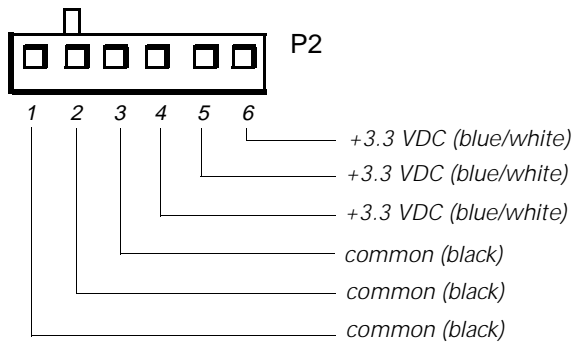 P2
1 2 3 4 5 6
+3.3 VDC (blue/white)
+3.3 VDC (blue/white)
+3.3 VDC (blue/white)
common (black)
common (black)
common (black)